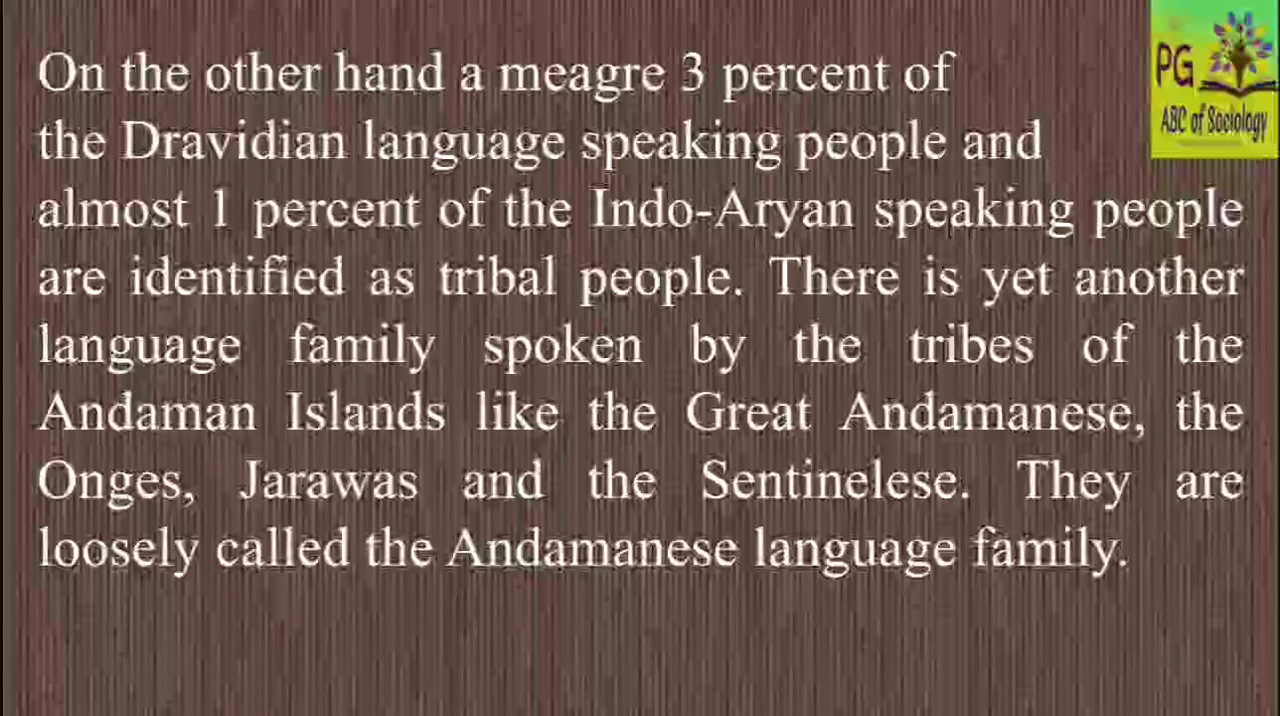 On the other hand a meagre 3 percent of
the Dravidian language speaking people and
almost 1 percent of the Indo-Aryan speaking people
are identified as tribal people. There is yet another
language family spoken by the tribes of the
Andaman Islands like the Great Andamanese, the
Onges, Jarawas and the Sentinelese. They are
loosely called the Andamanese language family.
PG
ABC of Sociology